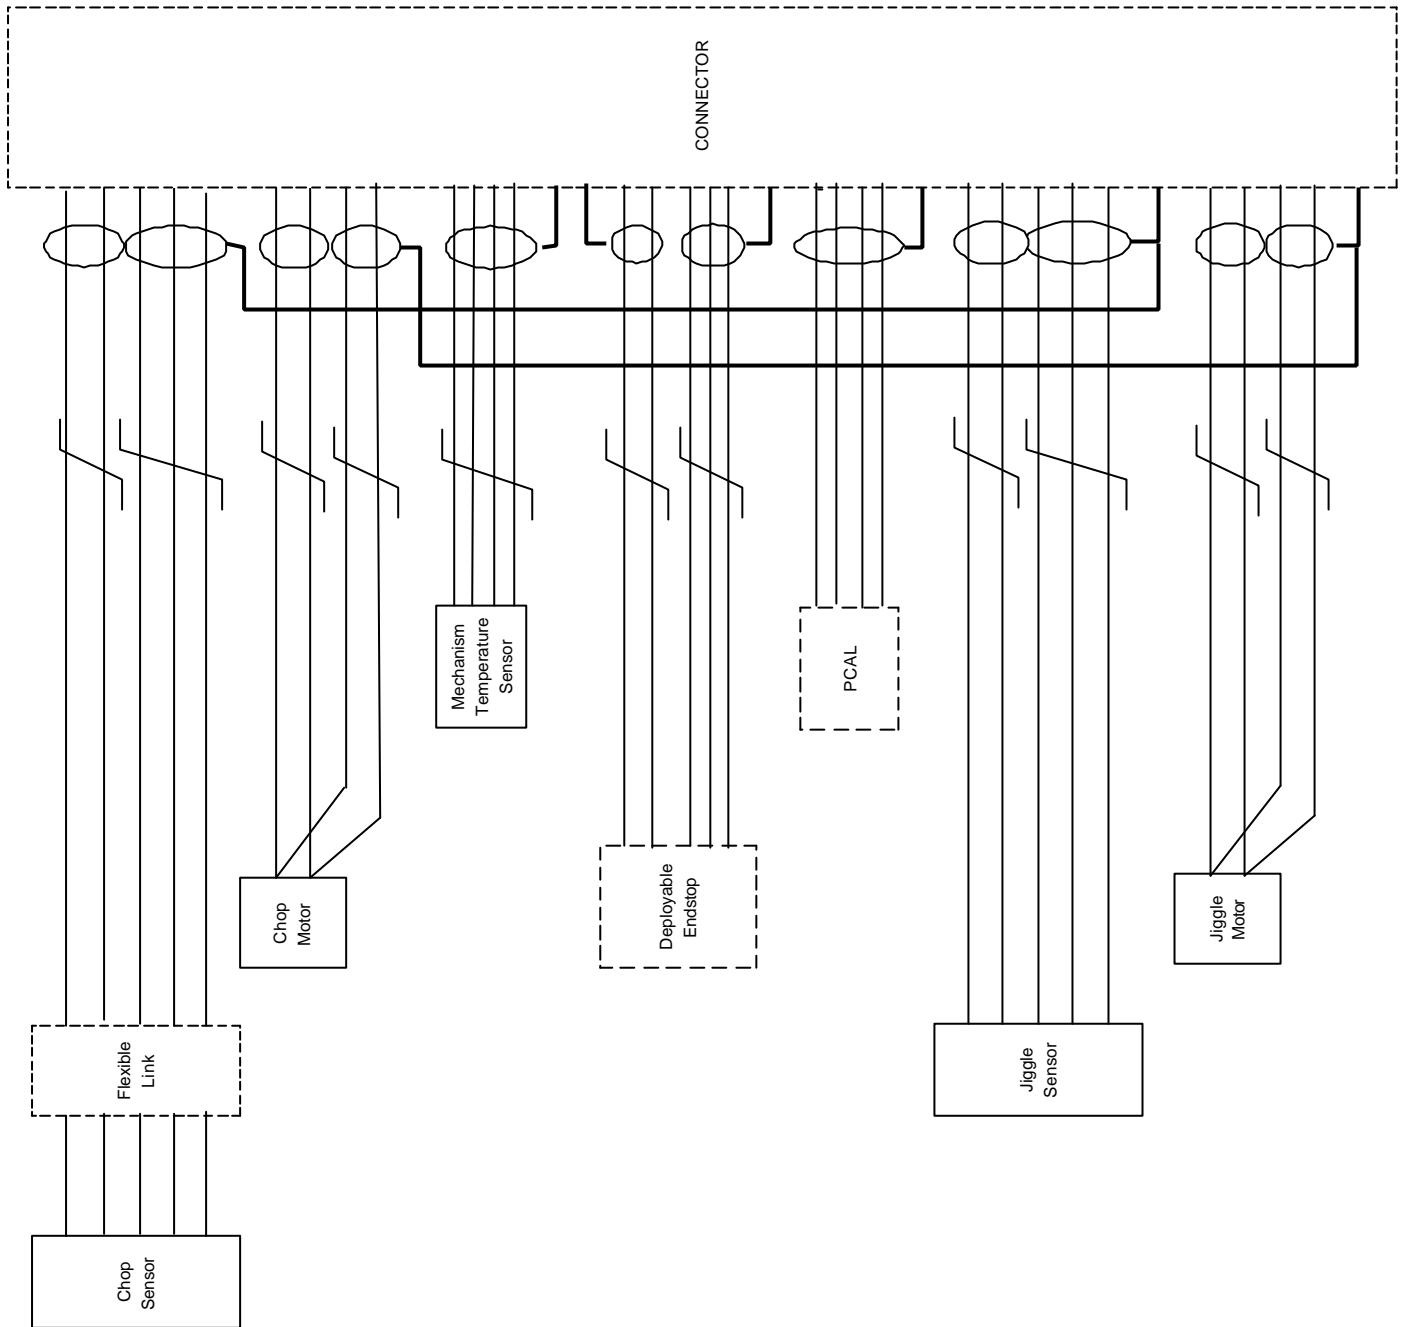 CONNECTOR
Mechanism
Temperature
Sensor
PCAL
Chop
Motor
Deployable
Endstop
Jiggle
Motor
Flexible
Link
Jiggle
Sensor
Chop
Sensor